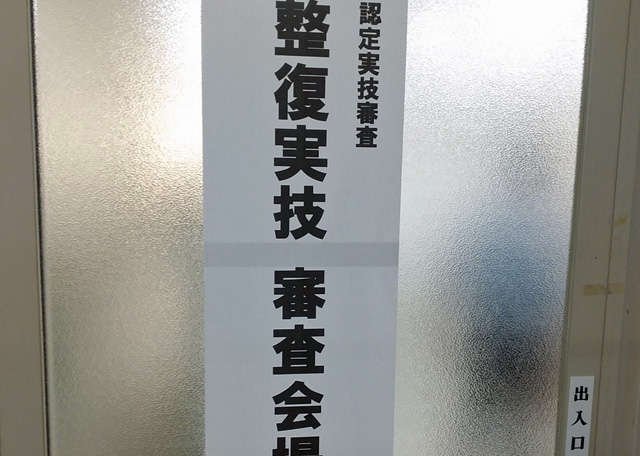 認定実技審査
整復実技 審査会場
出入口